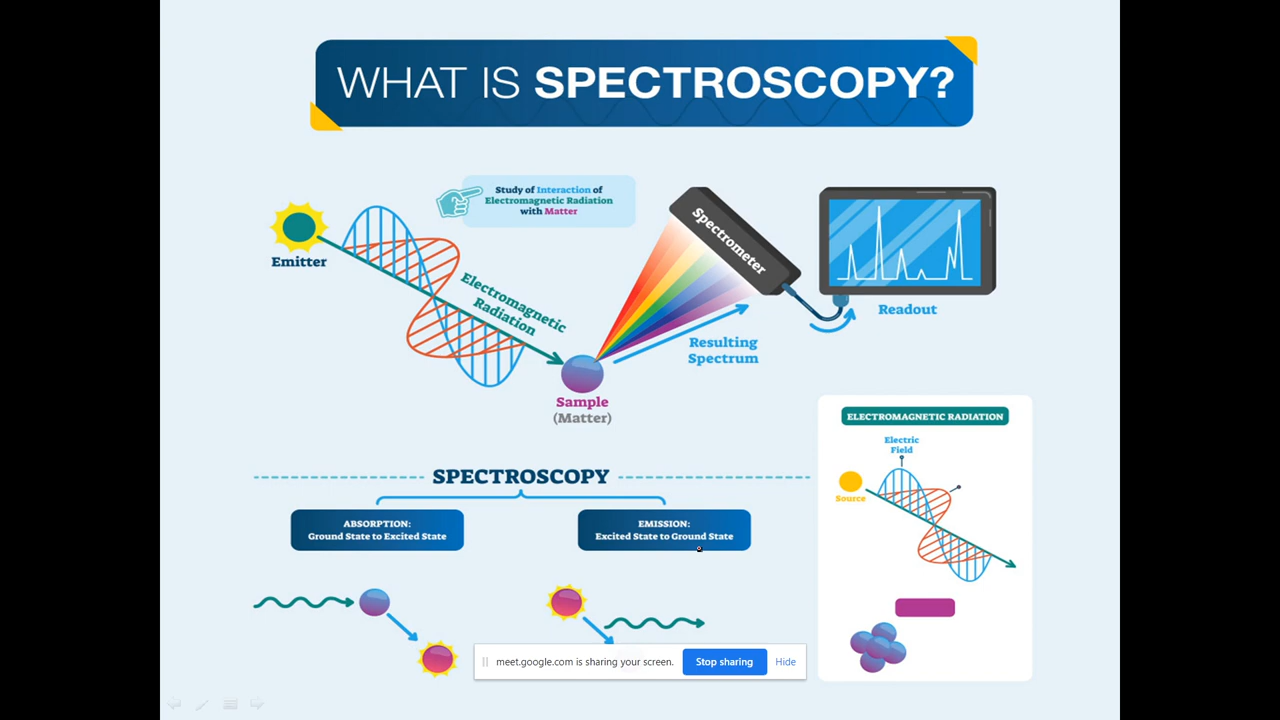 WHAT IS SPECTROSCOPY?
Study of Interaction of
Electromagnetic Radiation
with Matter
Emitter
Electromagnetic
Radiation
Spectrometer
Readout
Resulting
Spectrum
Sample
(Matter)
SPECTROSCOPY
ABSORPTION:
Ground State to Excited State
EMISSION:
Excited State to Ground State
ELECTROMAGNETIC RADIATION
Electric
Field
Source
meet.google.com is sharing your screen.
Stop sharing
Hide